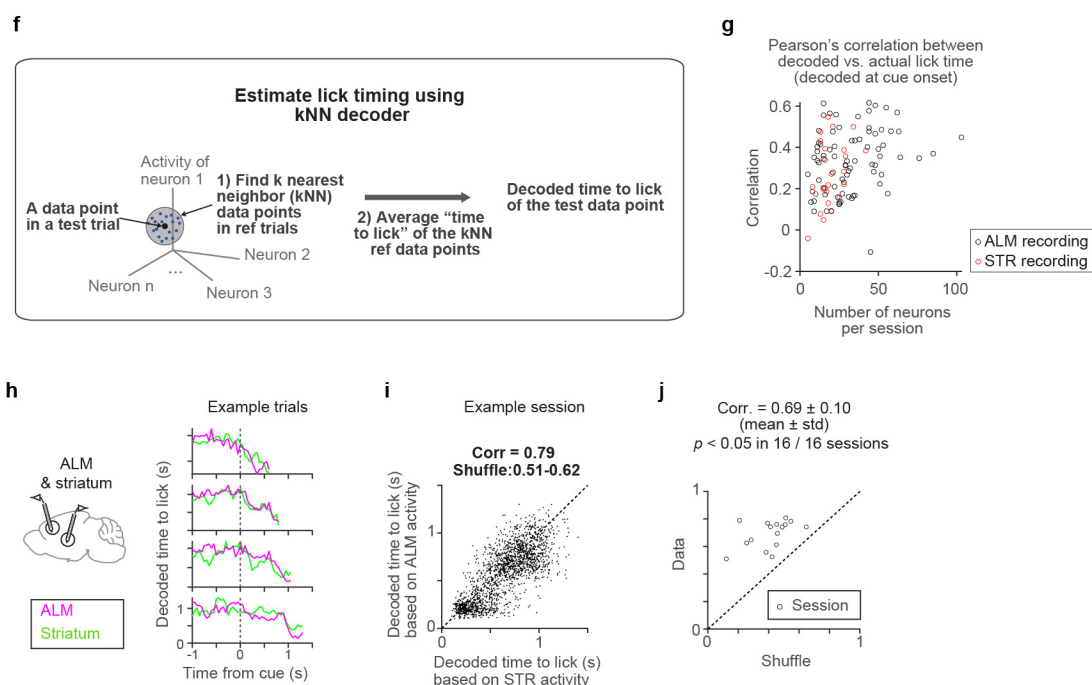 f
Estimate lick timing using
kNN decoder
Activity of
neuron 1
A data point
in a test trial
1) Find k nearest
neighbor (kNN)
data points
in ref trials
Neuron 2
...
Neuron n
Neuron 3
2) Average “time
to lick” of the kNN
ref data points
Decoded time to lick
of the test data point
g
Pearson’s correlation between
decoded vs. actual lick time
(decoded at cue onset)
Correlation
0.6
0.4
0.2
0
-0.2
0
50
100
Number of neurons
per session
ALM recording
STR recording
h
Example trials
ALM
& striatum
ALM
Striatum
Decoded time to lick (s)
1
0
-1
0
1
Time from cue (s)
i
Example session
Corr = 0.79
Shuffle:0.51-0.62
Decoded time to lick (s)
based on ALM activity
1
0
0
1
Decoded time to lick (s)
based on STR activity
j
Corr. = 0.69 ± 0.10
(mean ± std)
p < 0.05 in 16 / 16 sessions
Data
1
0
0
1
Session
Shuffle